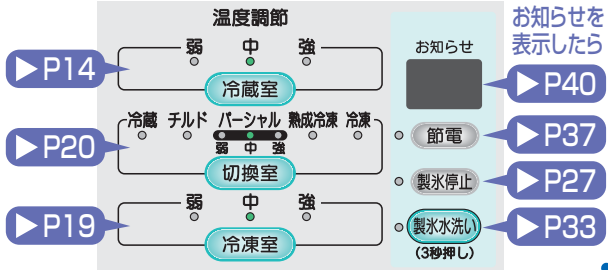 温度調節
弱 中 強
冷蔵室
P14
冷蔵 チルド パーシャル 熟成冷凍 冷凍
弱 中 強
切換室
P20
弱 中 強
冷凍室
P19
お知らせを
表示したら
お知らせ
P40
節電
P37
製氷停止
P27
製氷水洗い
(3秒押し)
P33